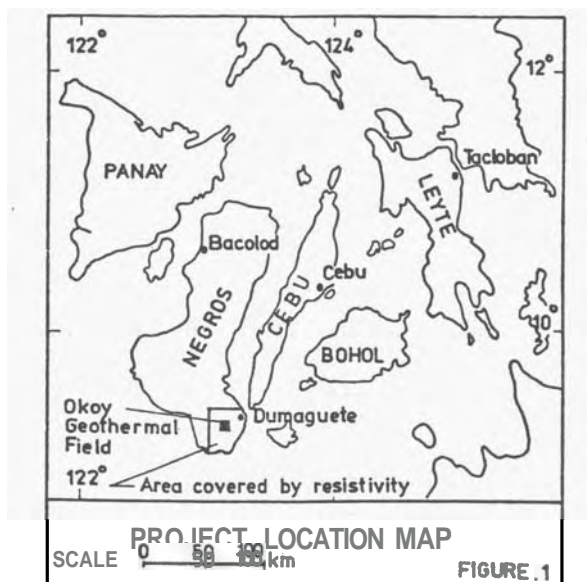 122°
124°
12°
PANAY
Tacloban
LEYTE
Bacolod
Cebu
NEGROS
CEBU
10°
BOHOL
Okoy
Geothermal
Field
Dumaguete
122°
Area covered by resistivity
PROJECT LOCATION MAP
SCALE 0 50 100 km
FIGURE.1